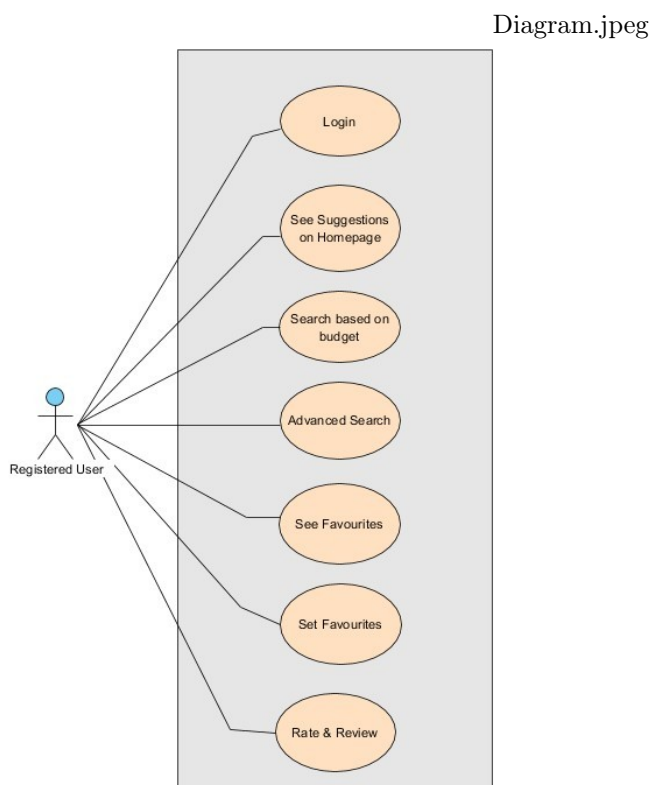 Diagram.jpeg
Login
See Suggestions
on Homepage
Search based on
budget
Advanced Search
Registered User
See Favourites
Set Favourites
Rate & Review